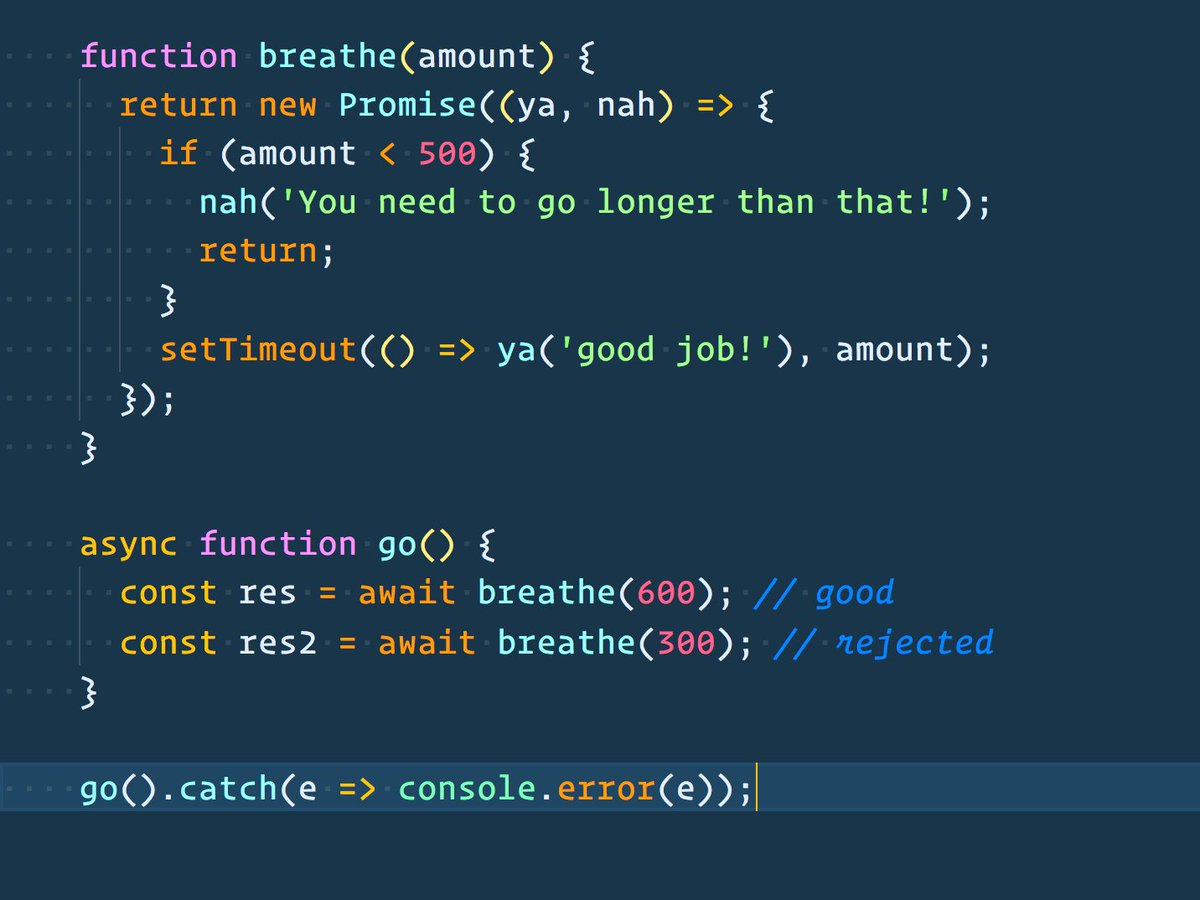 function breathe(amount) {
  return new Promise((ya, nah) => {
    if (amount < 500) {
      nah('You need to go longer than that!');
      return;
    }
    setTimeout(() => ya('good job!'), amount);
  });
}

async function go() {
  const res = await breathe(600); // good
  const res2 = await breathe(300); // rejected
}

go().catch(e => console.error(e));